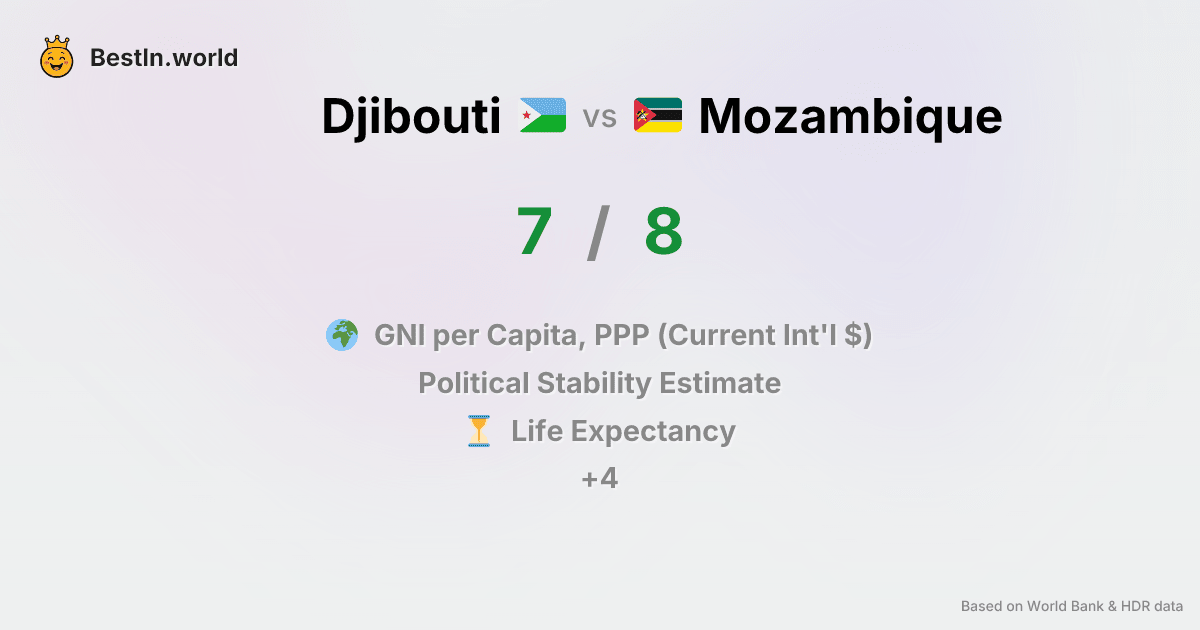 BestIn.world
Djibouti vs Mozambique
7 / 8
GNI per Capita, PPP (Current Int'l $)
Political Stability Estimate
Life Expectancy
+4
Based on World Bank & HDR data